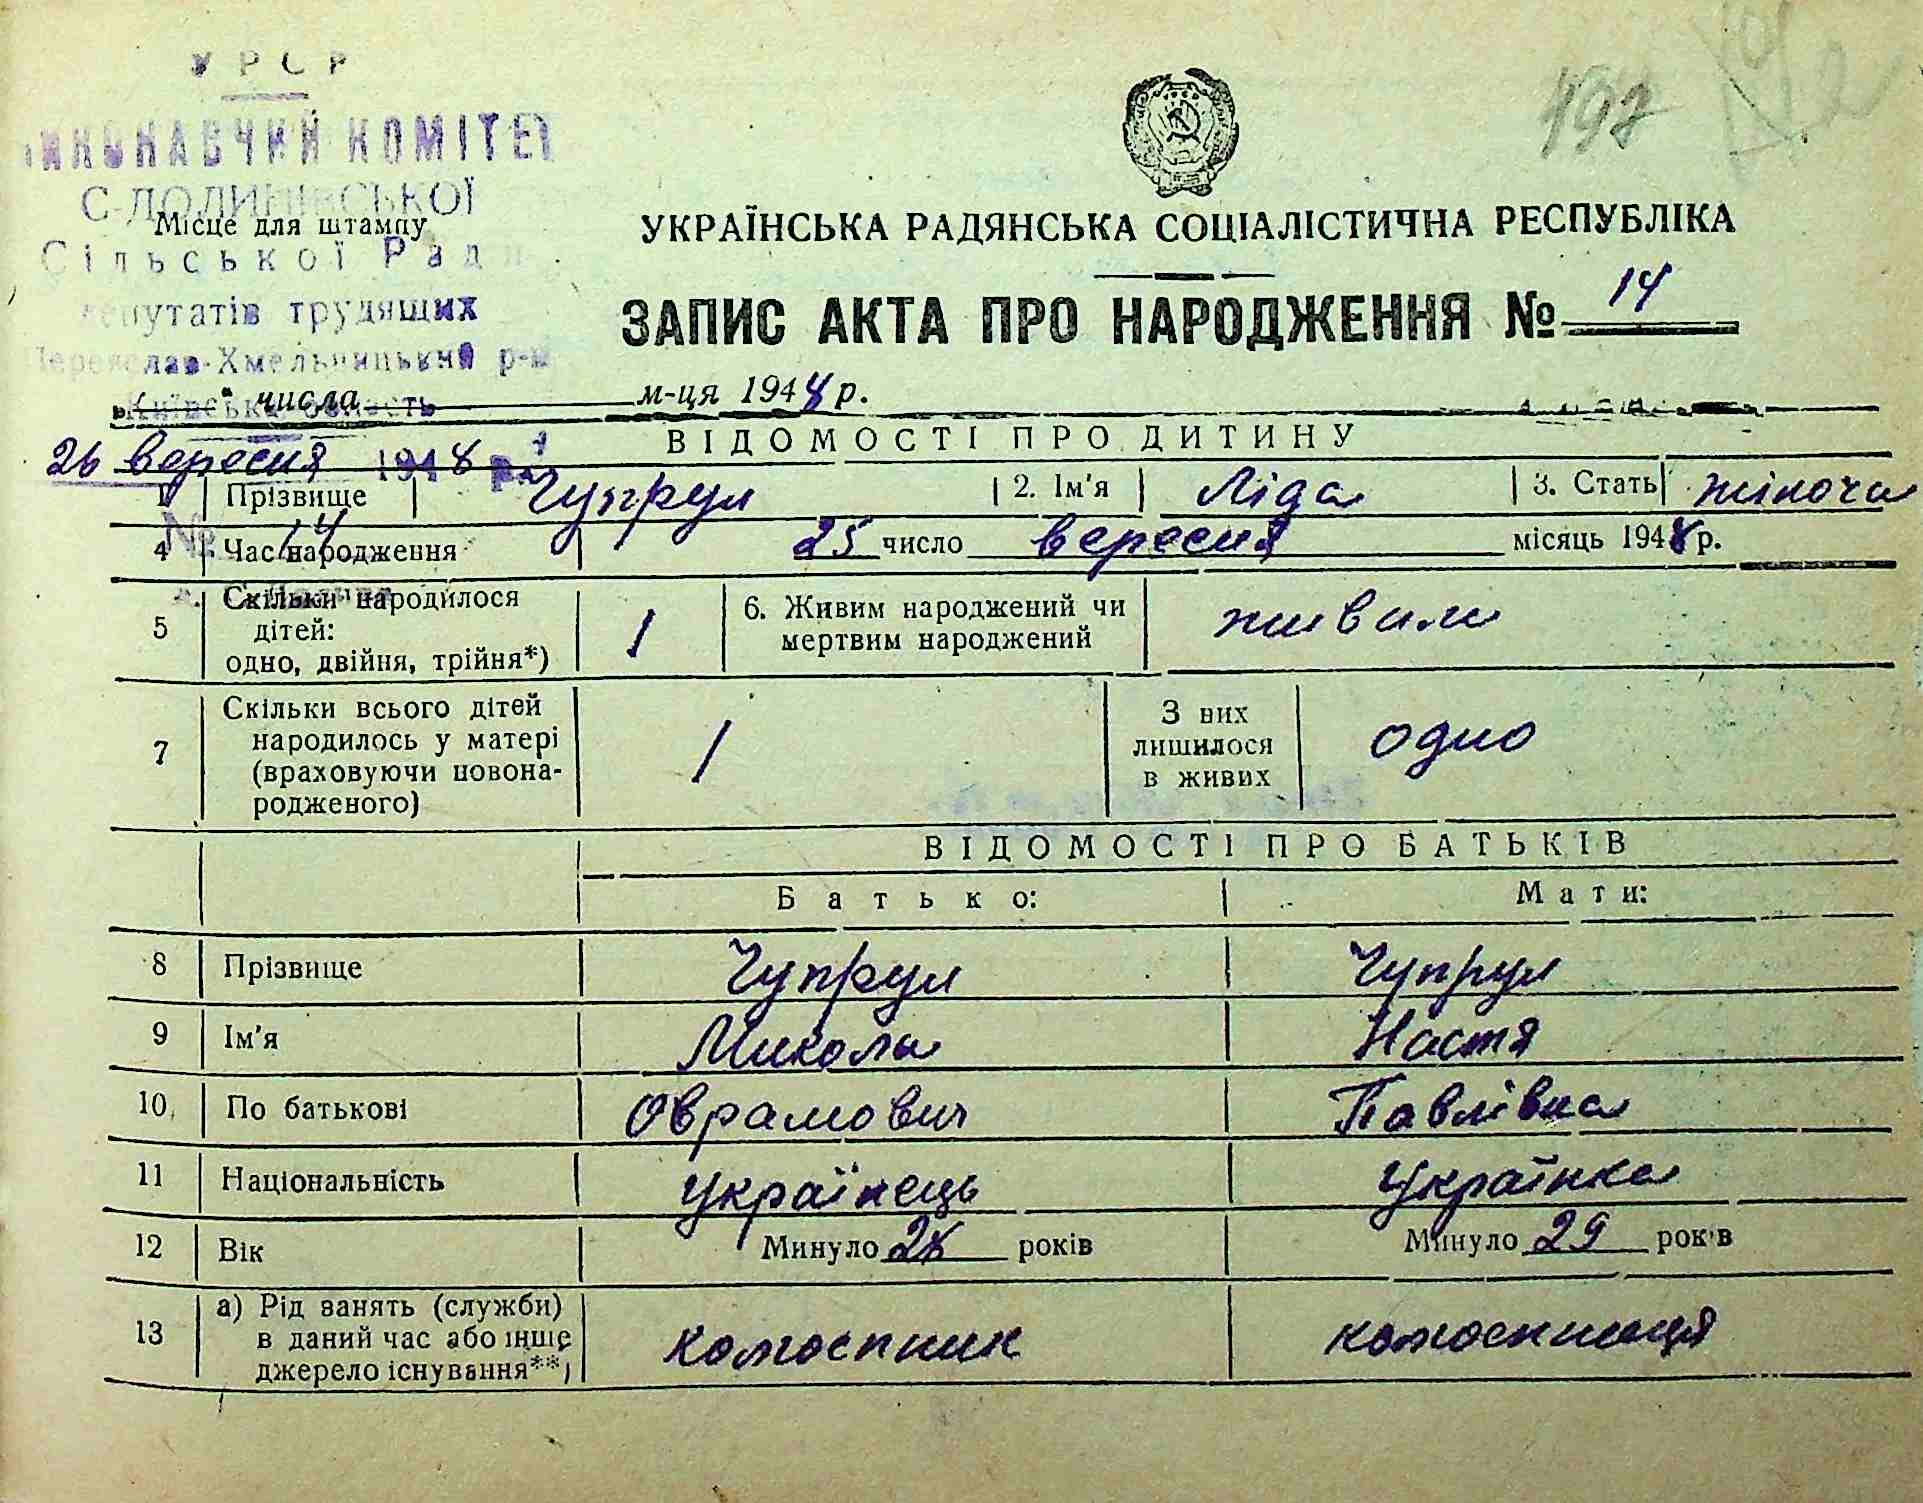 УРСР
ВИКОНАВЧИЙ КОМІТЕТ
С-ДОЛИНІВСЬКОЇ
Місце для штампу
Сільської Ради
депутатів трудящих
Переяслав-Хмельницький р-н
Київська область
26 вересня 1948 р.
№ 14
197
УКРАЇНСЬКА РАДЯНСЬКА СОЦІАЛІСТИЧНА РЕСПУБЛІКА
ЗАПИС АКТА ПРО НАРОДЖЕННЯ № 14
" " числа м-ця 1948 р.
ВІДОМОСТІ ПРО ДИТИНУ
1 Прізвище Чупрул 2. Ім'я Ліда 3. Стать жіноча
4 Час народження 25 число вересня місяць 1948 р.
5 Скільки народилося дітей: одно, двійня, трійня*) 1 6. Живим народжений чи мертвим народжений живим
7 Скільки всього дітей народилось у матері (враховуючи новонародженого) 1 З них лишилося в живих одно
ВІДОМОСТІ ПРО БАТЬКІВ
Батько: Мати:
8 Прізвище Чупрул Чупрул
9 Ім'я Микола Настя
10 По батькові Оврамович Павлівна
11 Національність Українець Українка
12 Вік Минуло 28 років Минуло 29 років
13 а) Рід занять (служби) в даний час або інше джерело існування**) колгоспник колгоспниця